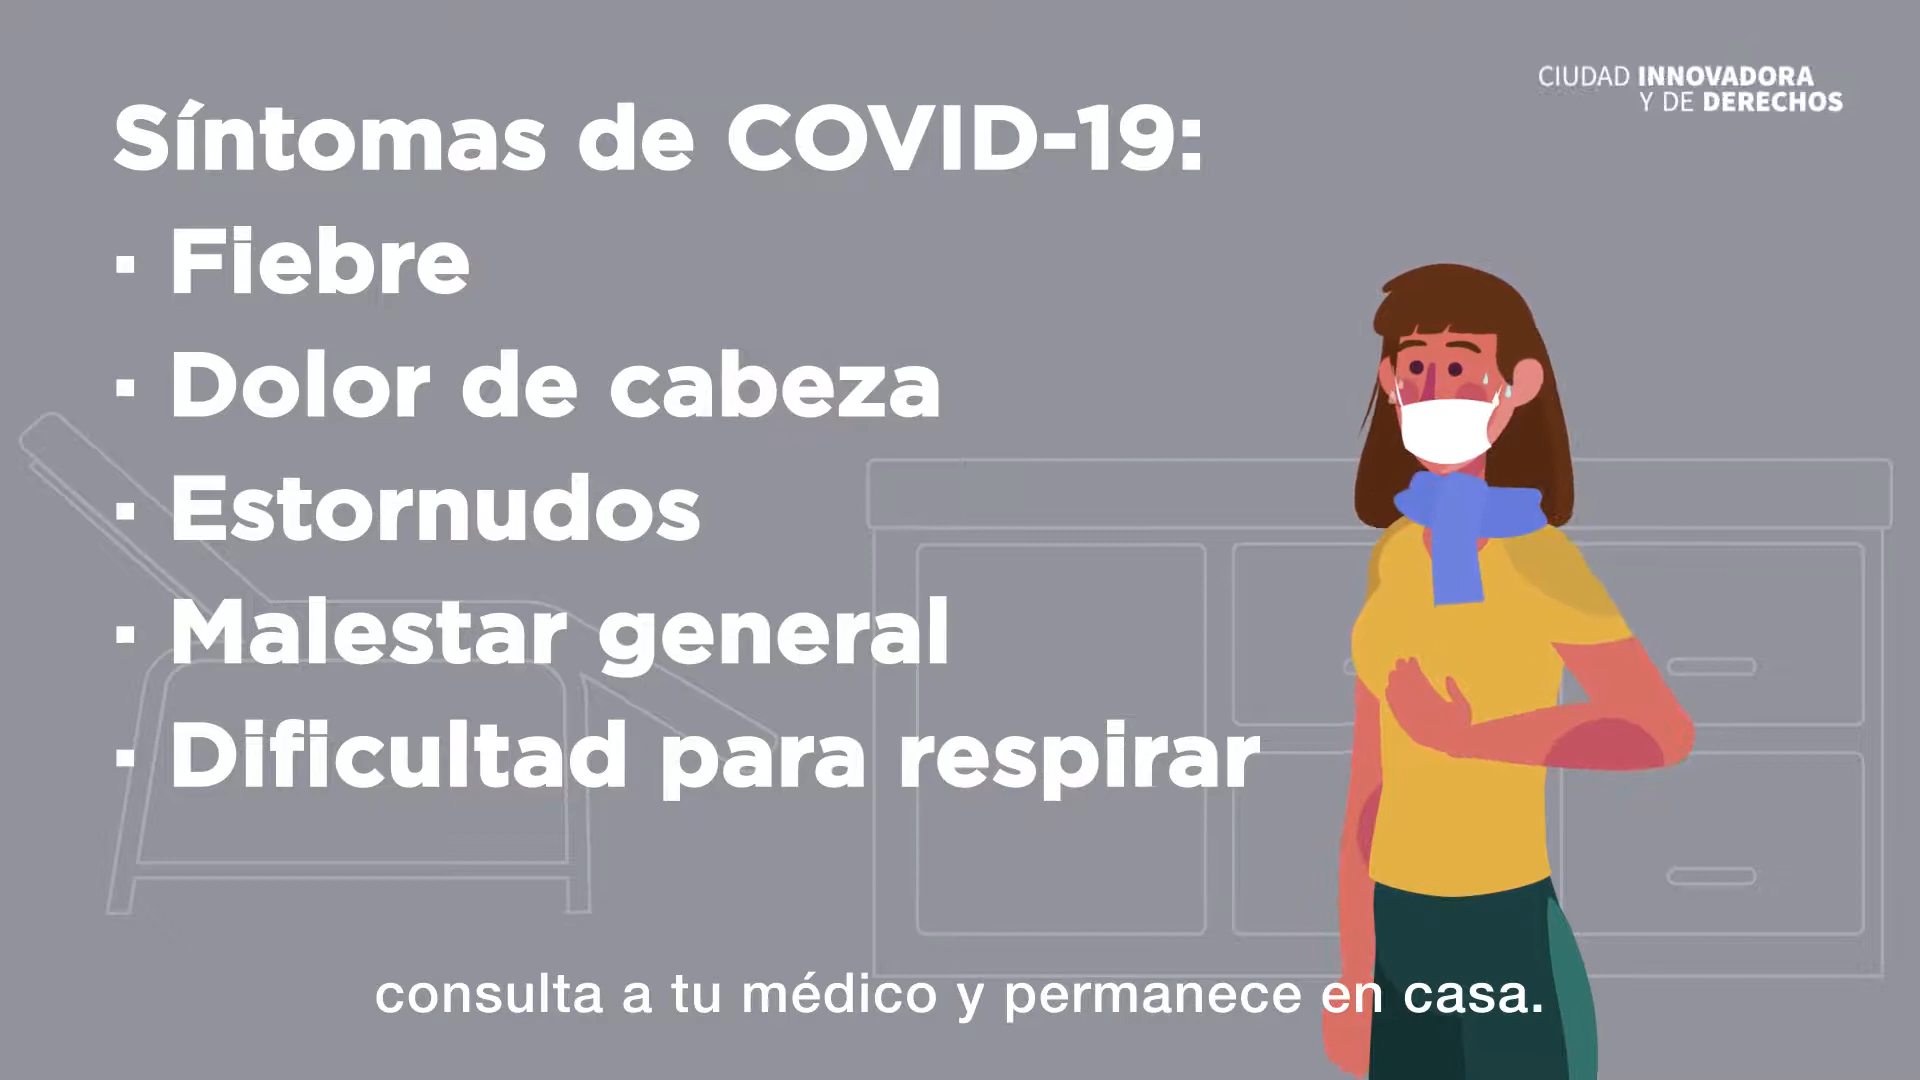 CIUDAD INNOVADORA
Y DE DERECHOS
Síntomas de COVID-19:
· Fiebre
· Dolor de cabeza
· Estornudos
· Malestar general
· Dificultad para respirar
consulta a tu médico y permanece en casa.